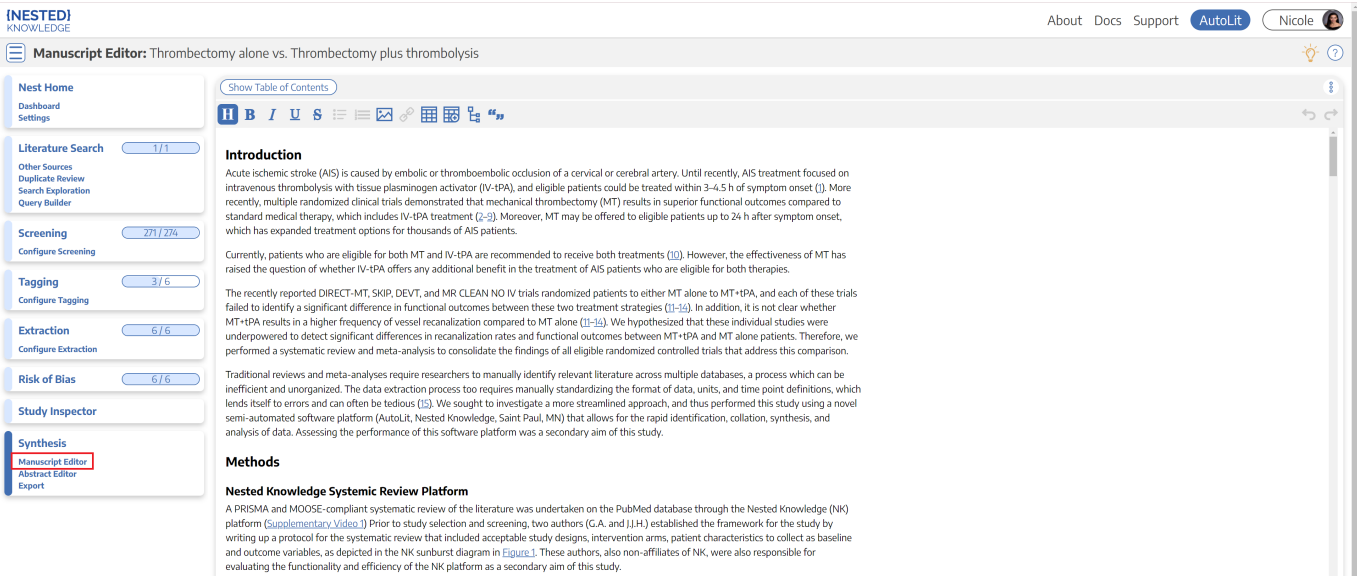 {NESTED}
KNOWLEDGE
About Docs Support AutoLit Nicole
Manuscript Editor: Thrombectomy alone vs. Thrombectomy plus thrombolysis
?
Nest Home
Dashboard
Settings
Literature Search 1/1
Other Sources
Duplicate Review
Search Exploration
Query Builder
Screening 271/274
Configure Screening
Tagging 3/6
Configure Tagging
Extraction 6/6
Configure Extraction
Risk of Bias 6/6
Study Inspector
Synthesis
Manuscript Editor
Abstract Editor
Export
Show Table of Contents
H B I U S
Introduction
Acute ischemic stroke (AIS) is caused by embolic or thromboembolic occlusion of a cervical or cerebral artery. Until recently, AIS treatment focused on
intravenous thrombolysis with tissue plasminogen activator (IV-tPA), and eligible patients could be treated within 3–4.5 h of symptom onset (1). More
recently, multiple randomized clinical trials demonstrated that mechanical thrombectomy (MT) results in superior functional outcomes compared to
standard medical therapy, which includes IV-tPA treatment (2–9). Moreover, MT may be offered to eligible patients up to 24 h after symptom onset,
which has expanded treatment options for thousands of AIS patients.
Currently, patients who are eligible for both MT and IV-tPA are recommended to receive both treatments (10). However, the effectiveness of MT has
raised the question of whether IV-tPA offers any additional benefit in the treatment of AIS patients who are eligible for both therapies.
The recently reported DIRECT-MT, SKIP, DEVT, and MR CLEAN NO IV trials randomized patients to either MT alone to MT+tPA, and each of these trials
failed to identify a significant difference in functional outcomes between these two treatment strategies (11–14). In addition, it is not clear whether
MT+tPA results in a higher frequency of vessel recanalization compared to MT alone (11–14). We hypothesized that these individual studies were
underpowered to detect significant differences in recanalization rates and functional outcomes between MT+tPA and MT alone patients. Therefore, we
performed a systematic review and meta-analysis to consolidate the findings of all eligible randomized controlled trials that address this comparison.
Traditional reviews and meta-analyses require researchers to manually identify relevant literature across multiple databases, a process which can be
inefficient and unorganized. The data extraction process too requires manually standardizing the format of data, units, and time point definitions, which
lends itself to errors and can often be tedious (15). We sought to investigate a more streamlined approach, and thus performed this study using a novel
semi-automated software platform (AutoLit, Nested Knowledge, Saint Paul, MN) that allows for the rapid identification, collation, synthesis, and
analysis of data. Assessing the performance of this software platform was a secondary aim of this study.
Methods
Nested Knowledge Systemic Review Platform
A PRISMA and MOOSE-compliant systematic review of the literature was undertaken on the PubMed database through the Nested Knowledge (NK)
platform (Supplementary Video 1) Prior to study selection and screening, two authors (G.A. and J.J.H.) established the framework for the study by
writing up a protocol for the systematic review that included acceptable study designs, intervention arms, patient characteristics to collect as baseline
and outcome variables, as depicted in the NK sunburst diagram in Figure 1. These authors, also non-affiliates of NK, were also responsible for
evaluating the functionality and efficiency of the NK platform as a secondary aim of this study.